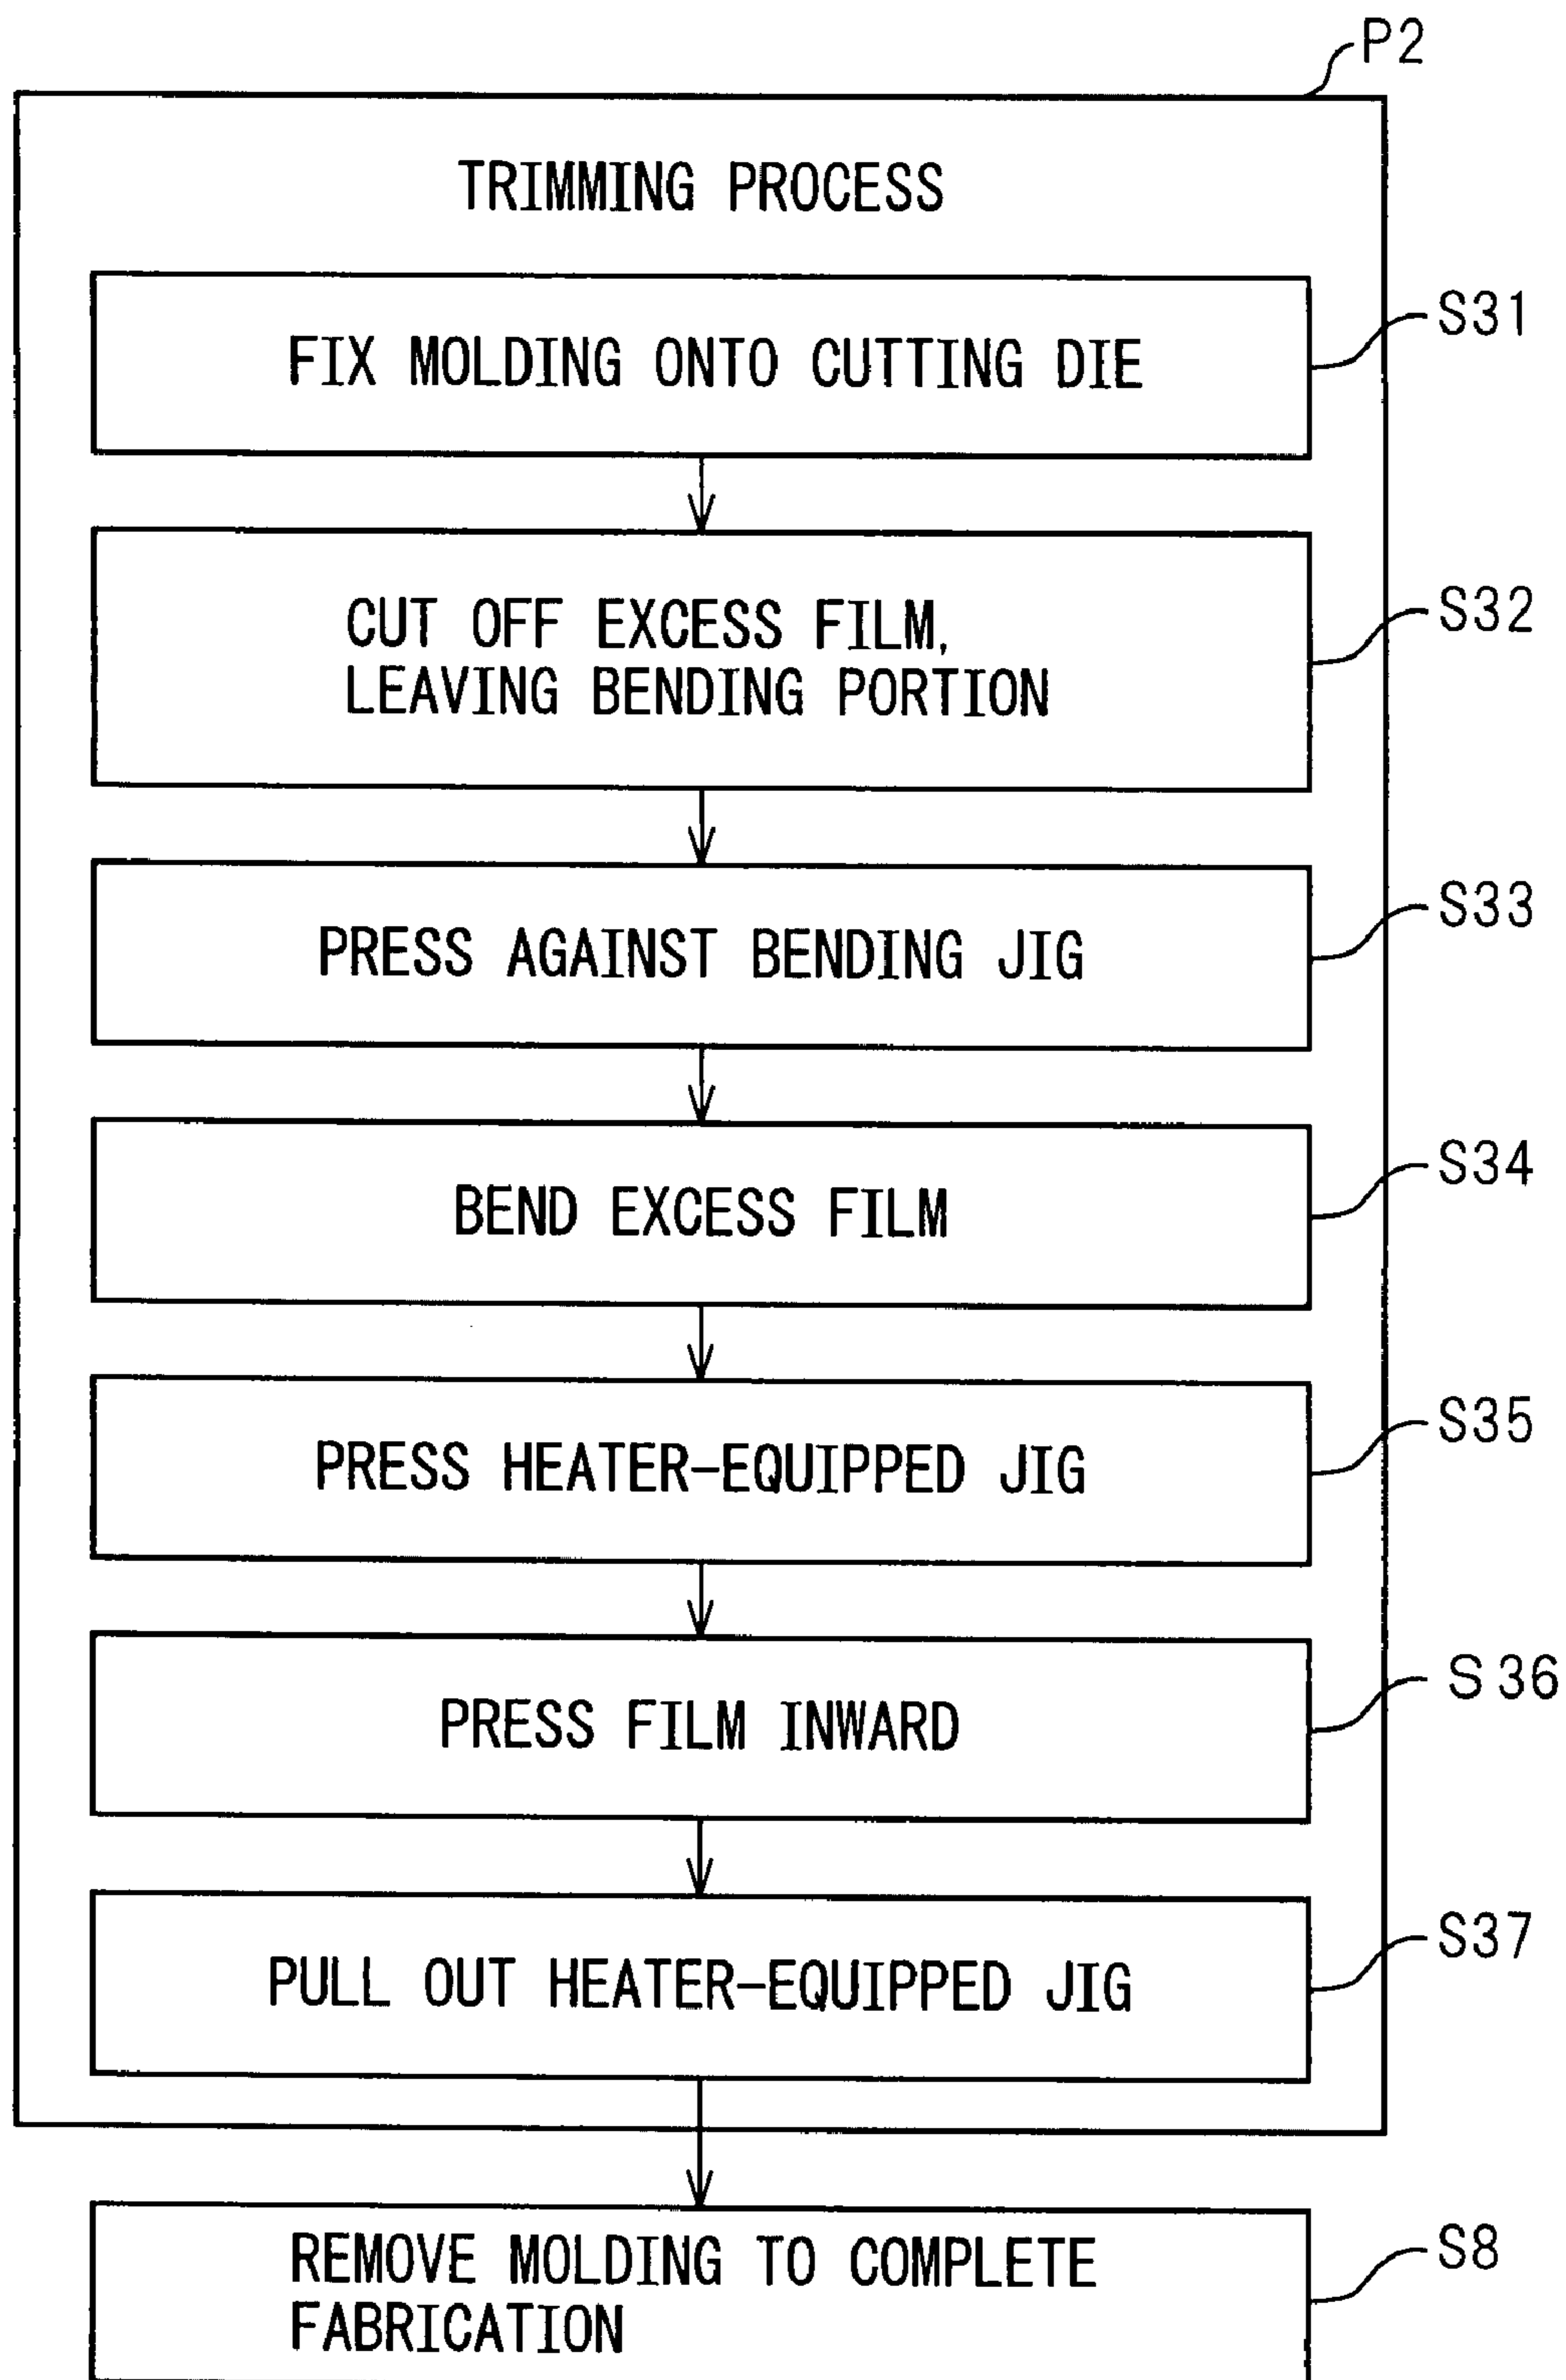 P2
TRIMMING PROCESS
FIX MOLDING ONTO CUTTING DIE
S31
CUT OFF EXCESS FILM,
LEAVING BENDING PORTION
S32
PRESS AGAINST BENDING JIG
S33
BEND EXCESS FILM
S34
PRESS HEATER-EQUIPPED JIG
S35
PRESS FILM INWARD
S36
PULL OUT HEATER-EQUIPPED JIG
S37
REMOVE MOLDING TO COMPLETE
FABRICATION
S8